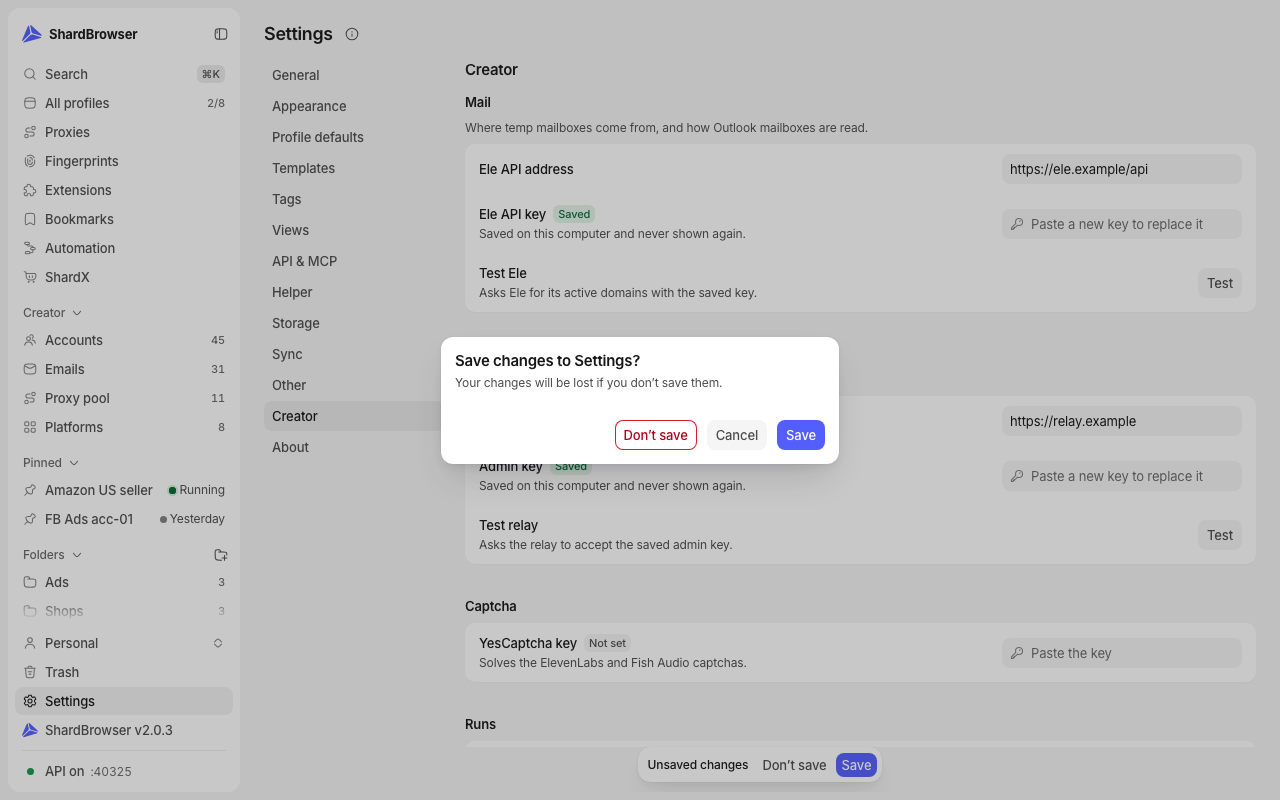 ShardBrowser
Search
⌘K
All profiles
2/8
Proxies
Fingerprints
Extensions
Bookmarks
Automation
ShardX
Creator
Accounts
45
Emails
31
Proxy pool
11
Platforms
8
Pinned
Amazon US seller
Running
FB Ads acc-01
Yesterday
Folders
Ads
3
Shops
3
Personal
Trash
Settings
ShardBrowser v2.0.3
API on :40325
Settings
General
Appearance
Profile defaults
Templates
Tags
Views
API & MCP
Helper
Storage
Sync
Other
Creator
About
Creator
Mail
Where temp mailboxes come from, and how Outlook mailboxes are read.
Ele API address
https://ele.example/api
Ele API key
Saved
Saved on this computer and never shown again.
Paste a new key to replace it
Test Ele
Asks Ele for its active domains with the saved key.
Test
Save changes to Settings?
Your changes will be lost if you don’t save them.
Don’t save
Cancel
Save
https://relay.example
Admin key
Saved
Saved on this computer and never shown again.
Paste a new key to replace it
Test relay
Asks the relay to accept the saved admin key.
Test
Captcha
YesCaptcha key
Not set
Solves the ElevenLabs and Fish Audio captchas.
Paste the key
Runs
Unsaved changes
Don’t save
Save